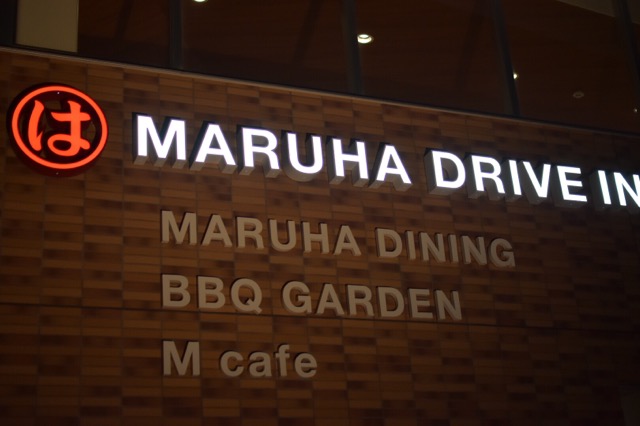 は MARUHA DRIVE IN
MARUHA DINING
BBQ GARDEN
M cafe